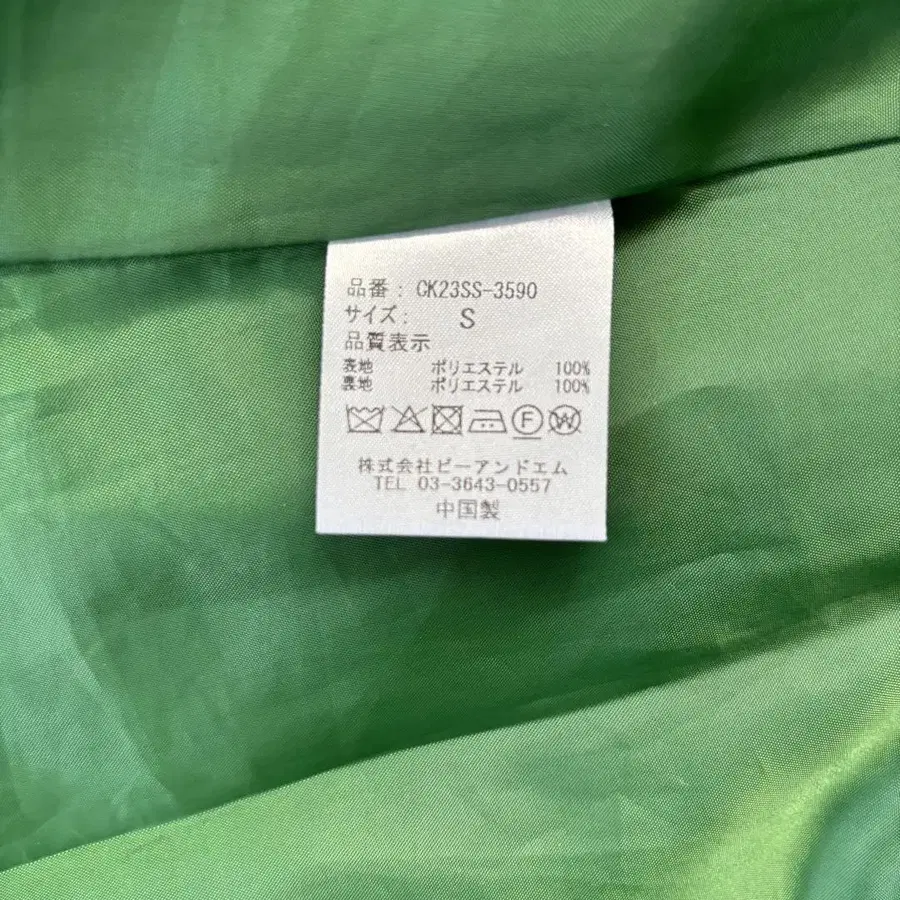 品番: CK23SS-3590
サイズ: S
品質表示
表地 ポリエステル 100%
裏地 ポリエステル 100%
F W
株式会社ビーアンドエム
TEL 03-3643-0557
中国製